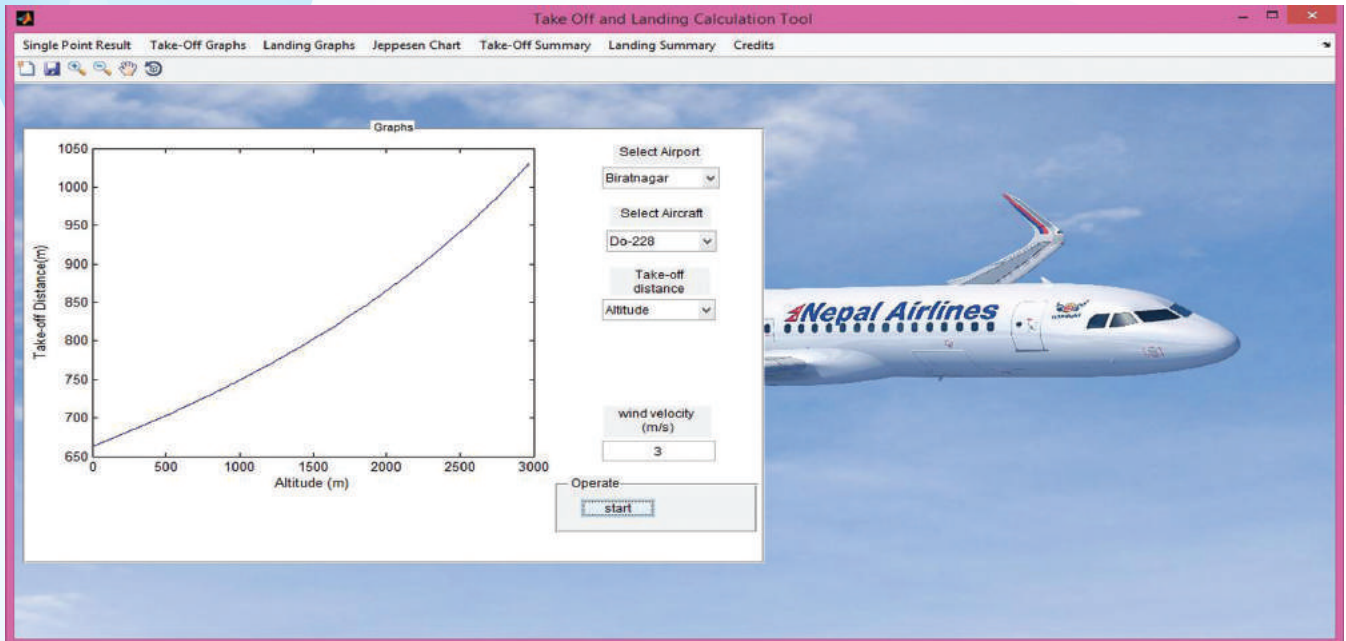 Take Off and Landing Calculation Tool
Single Point Result Take-Off Graphs Landing Graphs Jeppesen Chart Take-Off Summary Landing Summary Credits
Graphs
1050
1000
950
900
850
800
750
700
650
Take-off Distance(m)
0 500 1000 1500 2000 2500 3000
Altitude (m)
Select Airport
Biratnagar
Select Aircraft
Do-228
Take-off
distance
Altitude
wind velocity
(m/s)
3
Operate
start
Nepal Airlines